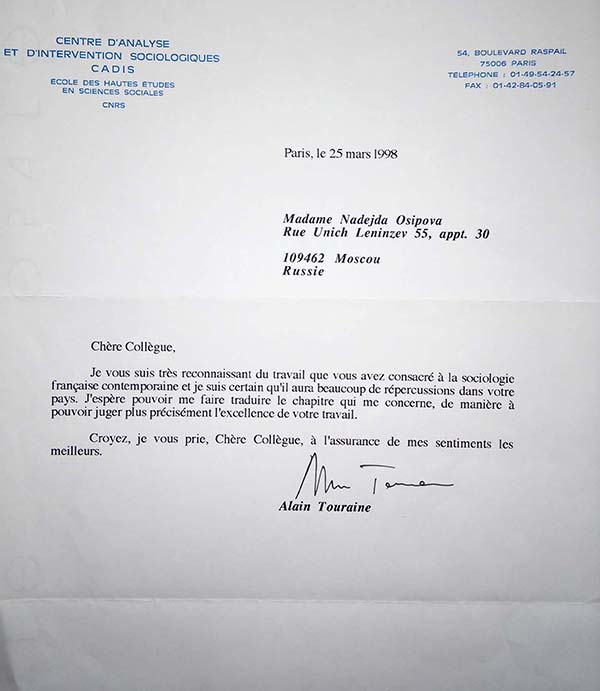 CENTRE D'ANALYSE
ET D'INTERVENTION SOCIOLOGIQUES
CADIS
ÉCOLE DES HAUTES ÉTUDES
EN SCIENCES SOCIALES
CNRS
54, BOULEVARD RASPAIL
75006 PARIS
TÉLÉPHONE : 01-49-54-24-57
FAX : 01-42-84-05-91
Paris, le 25 mars 1998
Madame Nadejda Osipova
Rue Unich Leninzev 55, appt. 30
109462 Moscou
Russie
Chère Collègue,
Je vous suis très reconnaissant du travail que vous avez consacré à la sociologie
française contemporaine et je suis certain qu'il aura beaucoup de répercussions dans votre
pays. J'espère pouvoir me faire traduire le chapitre qui me concerne, de manière à
pouvoir juger plus précisément l'excellence de votre travail.
Croyez, je vous prie, Chère Collègue, à l'assurance de mes sentiments les
meilleurs.
Alain Touraine